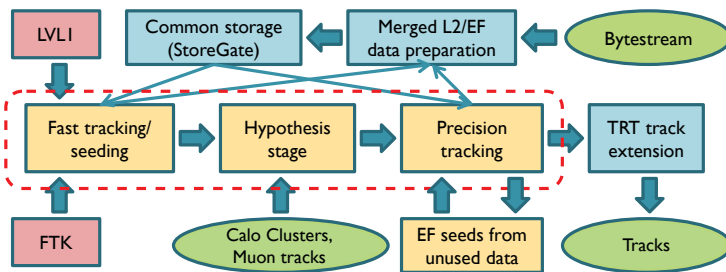 LVL1
Common storage
(StoreGate)
Merged L2/EF
data preparation
Bytestream
Fast tracking/
seeding
Hypothesis
stage
Precision
tracking
TRT track
extension
FTK
Calo Clusters,
Muon tracks
EF seeds from
unused data
Tracks